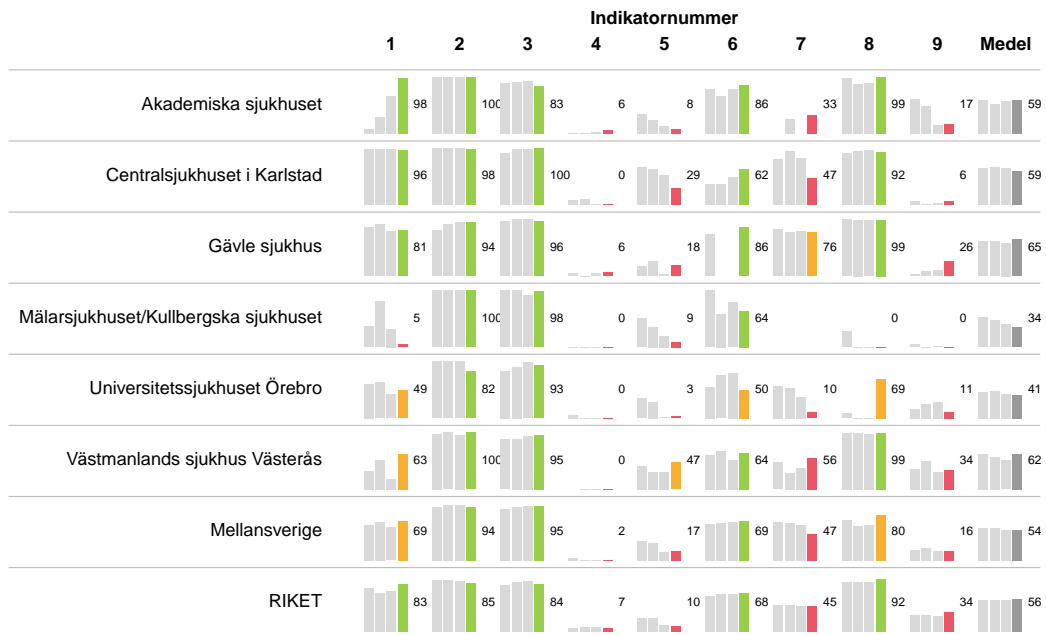 Indikatornummer
1 2 3 4 5 6 7 8 9 Medel
Akademiska sjukhuset 98 100 83 6 8 86 33 99 17 59
Centralsjukhuset i Karlstad 96 98 100 0 29 62 47 92 6 59
Gävle sjukhus 81 94 96 6 18 86 76 99 26 65
Mälarsjukhuset/Kullbergska sjukhuset 5 100 98 0 9 64 0 0 34
Universitetssjukhuset Örebro 49 82 93 0 3 50 10 69 11 41
Västmanlands sjukhus Västerås 63 100 95 0 47 64 56 99 34 62
Mellansverige 69 94 95 2 17 69 47 80 16 54
RIKET 83 85 84 7 10 68 45 92 34 56